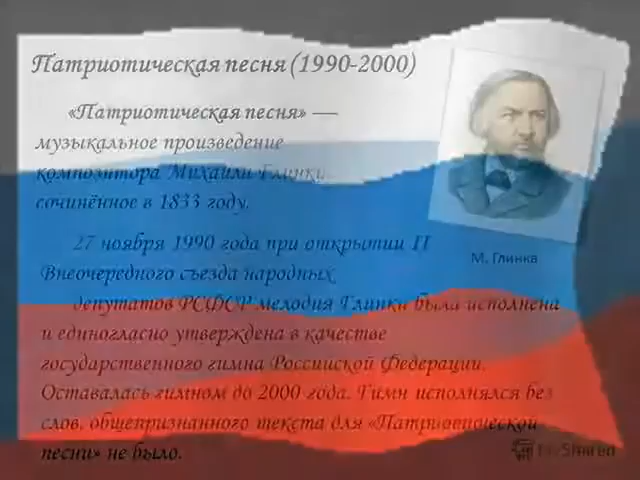 Патриотическая песня (1990-2000)
«Патриотическая песня» —
музыкальное произведение
композитора Михаила Глинки,
сочинённое в 1833 году.
27 ноября 1990 года при открытии II
Внеочередного съезда народных
депутатов РСФСР мелодия Глинки была исполнена
и единогласно утверждена в качестве
государственного гимна Российской Федерации.
Оставалась гимном до 2000 года. Гимн исполнялся без
слов, общепризнанного текста для «Патриотической
песни» не было.
М. Глинка
MyShared